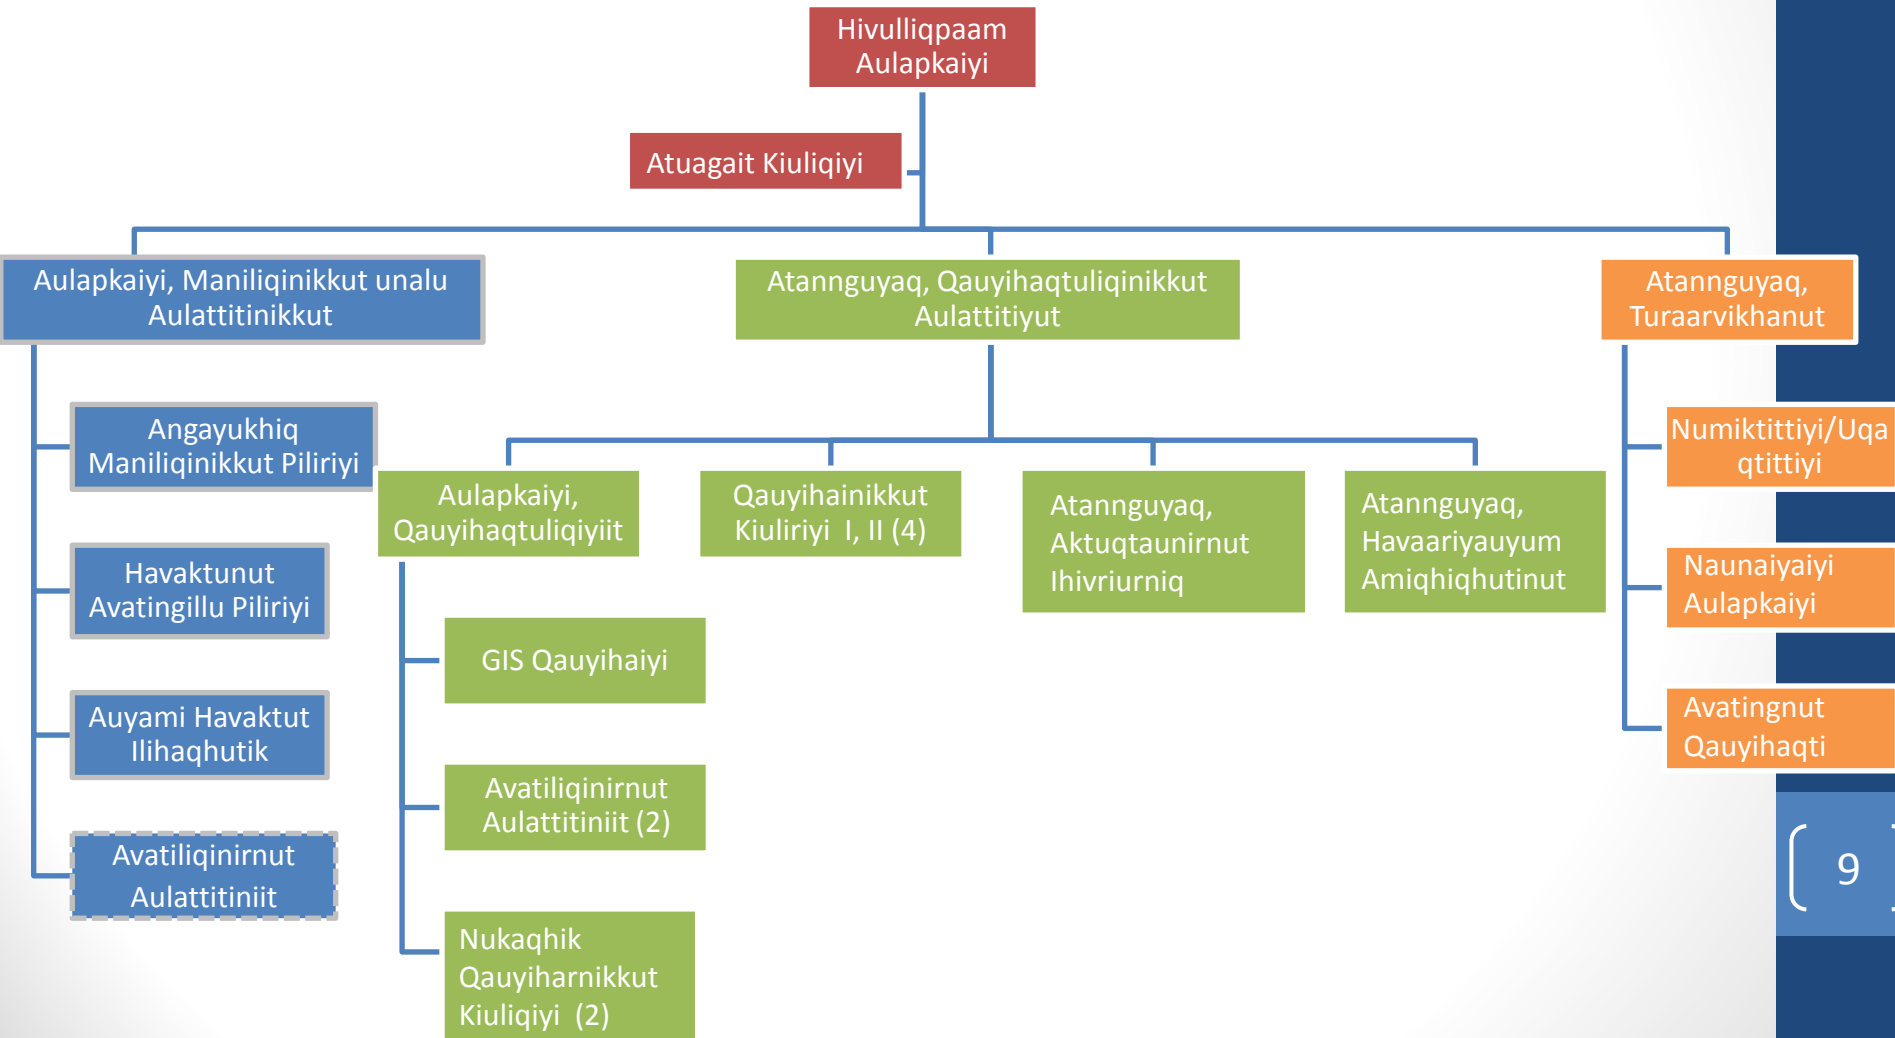 Hivulliqpaam
Aulapkaiyi
Atuagait Kiuliqiyi
Aulapkaiyi, Maniliqinikkut unalu
Aulattitinikkut
Angayukhiq
Maniliqinikkut Piliriyi
Havaktunut
Avatingillu Piliriyi
Auyami Havaktut
Ilihaqhutik
Avatiliqinirnut
Aulattitiniit
Atannguyaq, Qauyihaqtuliqinikkut
Aulattitiyut
Aulapkaiyi,
Qauyihaqtuliqiyiit
GIS Qauyihaiyi
Avatiliqinirnut
Aulattitiniit (2)
Nukaqhik
Qauyiharnikkut
Kiuliqiyi (2)
Qauyihainikkut
Kiuliriyi I, II (4)
Atannguyaq,
Aktuqtaunirnut
Ihivriurniq
Atannguyaq,
Havaariyauyum
Amiqhiqhutinut
Atannguyaq,
Turaarvikhanut
Numiktittiyi/Uqa
qtittiyi
Naunaiyaiyi
Aulapkaiyi
Avatingnut
Qauyihaqti
9